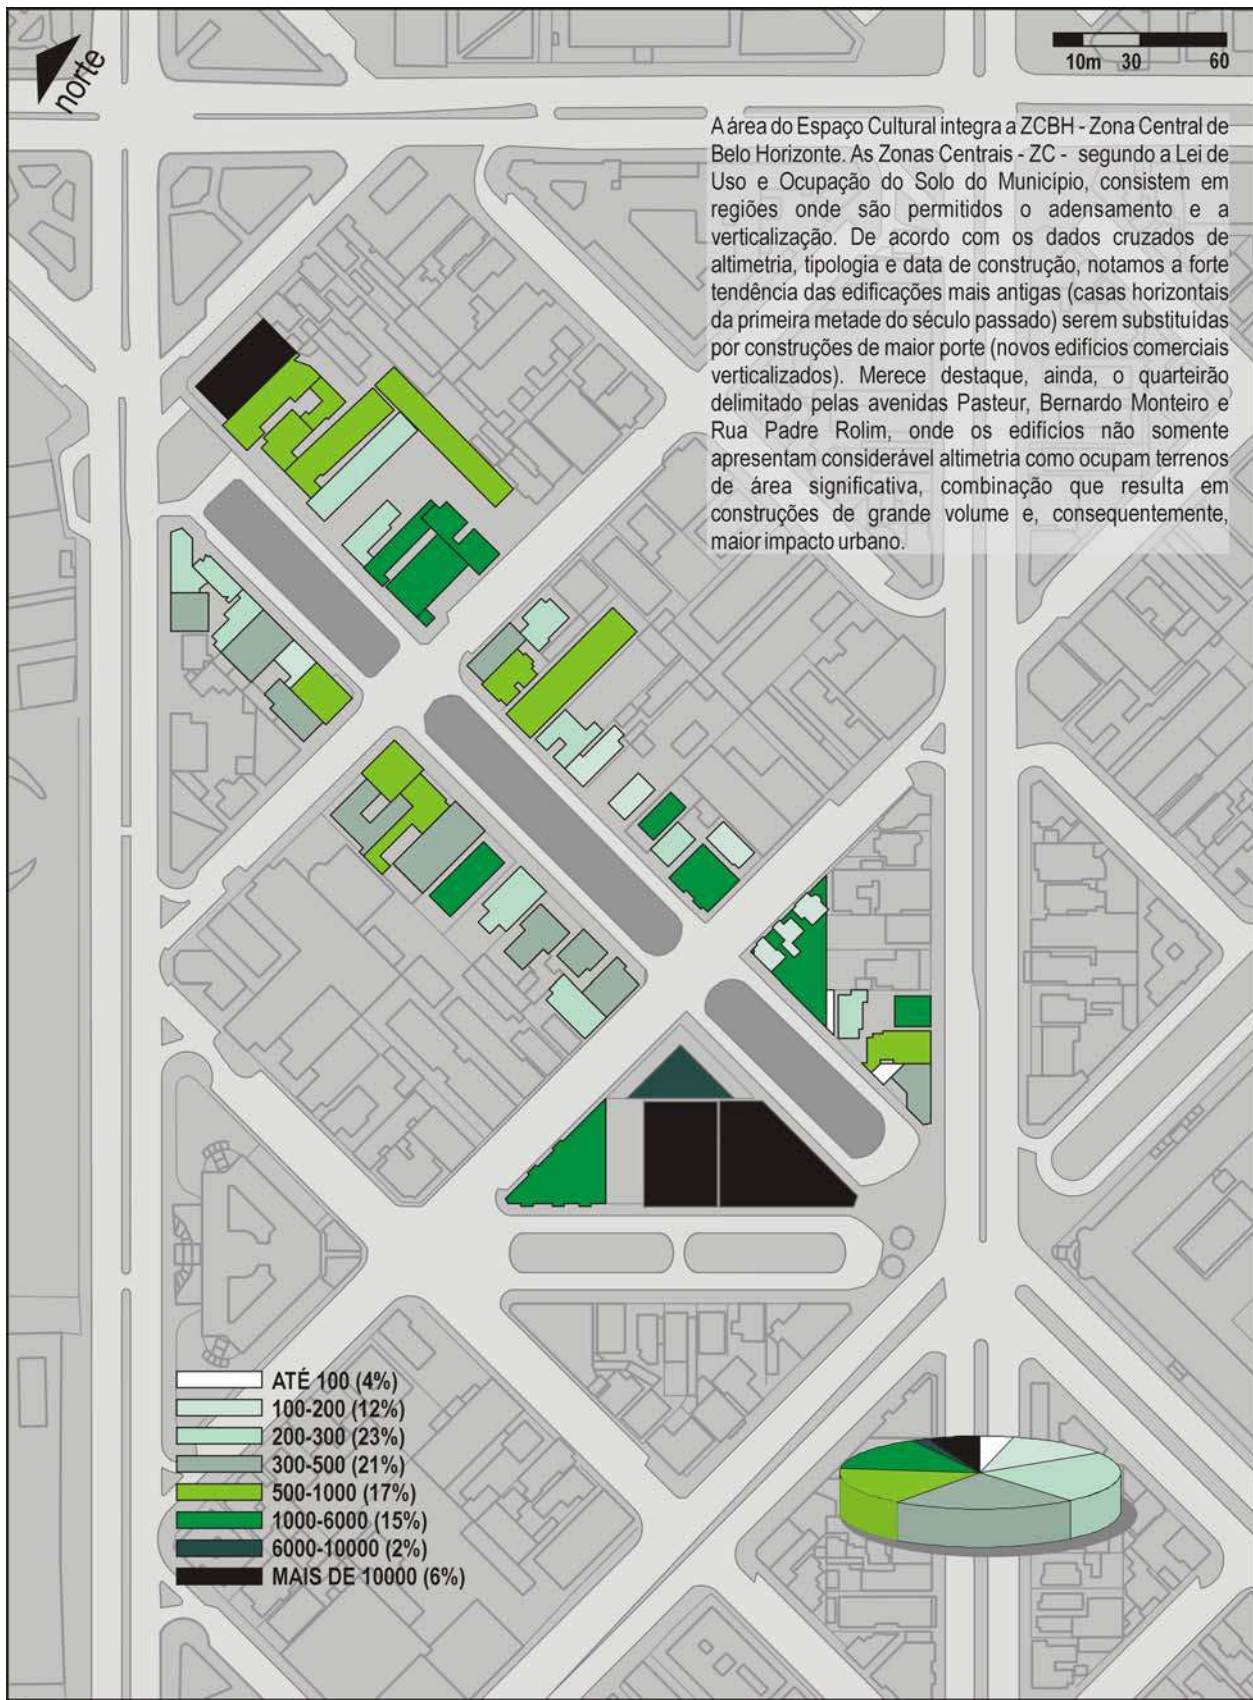 norte
10m 30 60
A área do Espaço Cultural integra a ZCBH - Zona Central de
Belo Horizonte. As Zonas Centrais - ZC - segundo a Lei de
Uso e Ocupação do Solo do Município, consistem em
regiões onde são permitidos o adensamento e a
verticalização. De acordo com os dados cruzados de
altimetria, tipologia e data de construção, notamos a forte
tendência das edificações mais antigas (casas horizontais
da primeira metade do século passado) serem substituídas
por construções de maior porte (novos edifícios comerciais
verticalizados). Merece destaque, ainda, o quarteirão
delimitado pelas avenidas Pasteur, Bernardo Monteiro e
Rua Padre Rolim, onde os edifícios não somente
apresentam considerável altimetria como ocupam terrenos
de área significativa, combinação que resulta em
construções de grande volume e, consequentemente,
maior impacto urbano.
ATÉ 100 (4%)
100-200 (12%)
200-300 (23%)
300-500 (21%)
500-1000 (17%)
1000-6000 (15%)
6000-10000 (2%)
MAIS DE 10000 (6%)